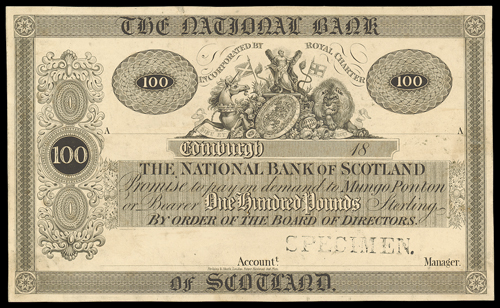 THE NATIONAL BANK
INCORPORATED BY ROYAL CHARTER
100 100
A A
Edinburgh 18
100
THE NATIONAL BANK OF SCOTLAND
Promise to pay on demand to Mungo Ponton
or Bearer One Hundred Pounds Sterling
BY ORDER OF THE BOARD OF DIRECTORS.
SPECIMEN.
Accountt. Manager.
OF SCOTLAND.